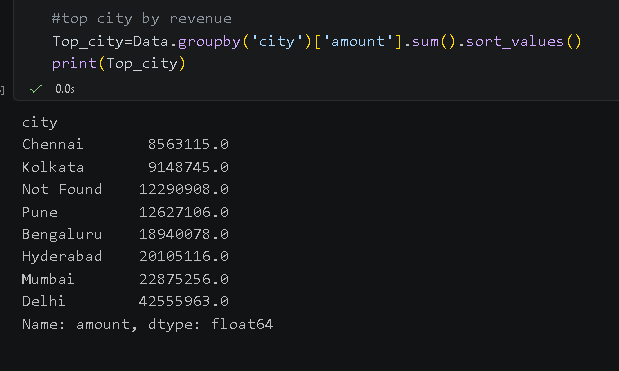 #top city by revenue
Top_city=Data.groupby('city')['amount'].sum().sort_values()
print(Top_city)
0.0s
city
Chennai 8563115.0
Kolkata 9148745.0
Not Found 12290908.0
Pune 12627106.0
Bengaluru 18940078.0
Hyderabad 20105116.0
Mumbai 22875256.0
Delhi 42555963.0
Name: amount, dtype: float64